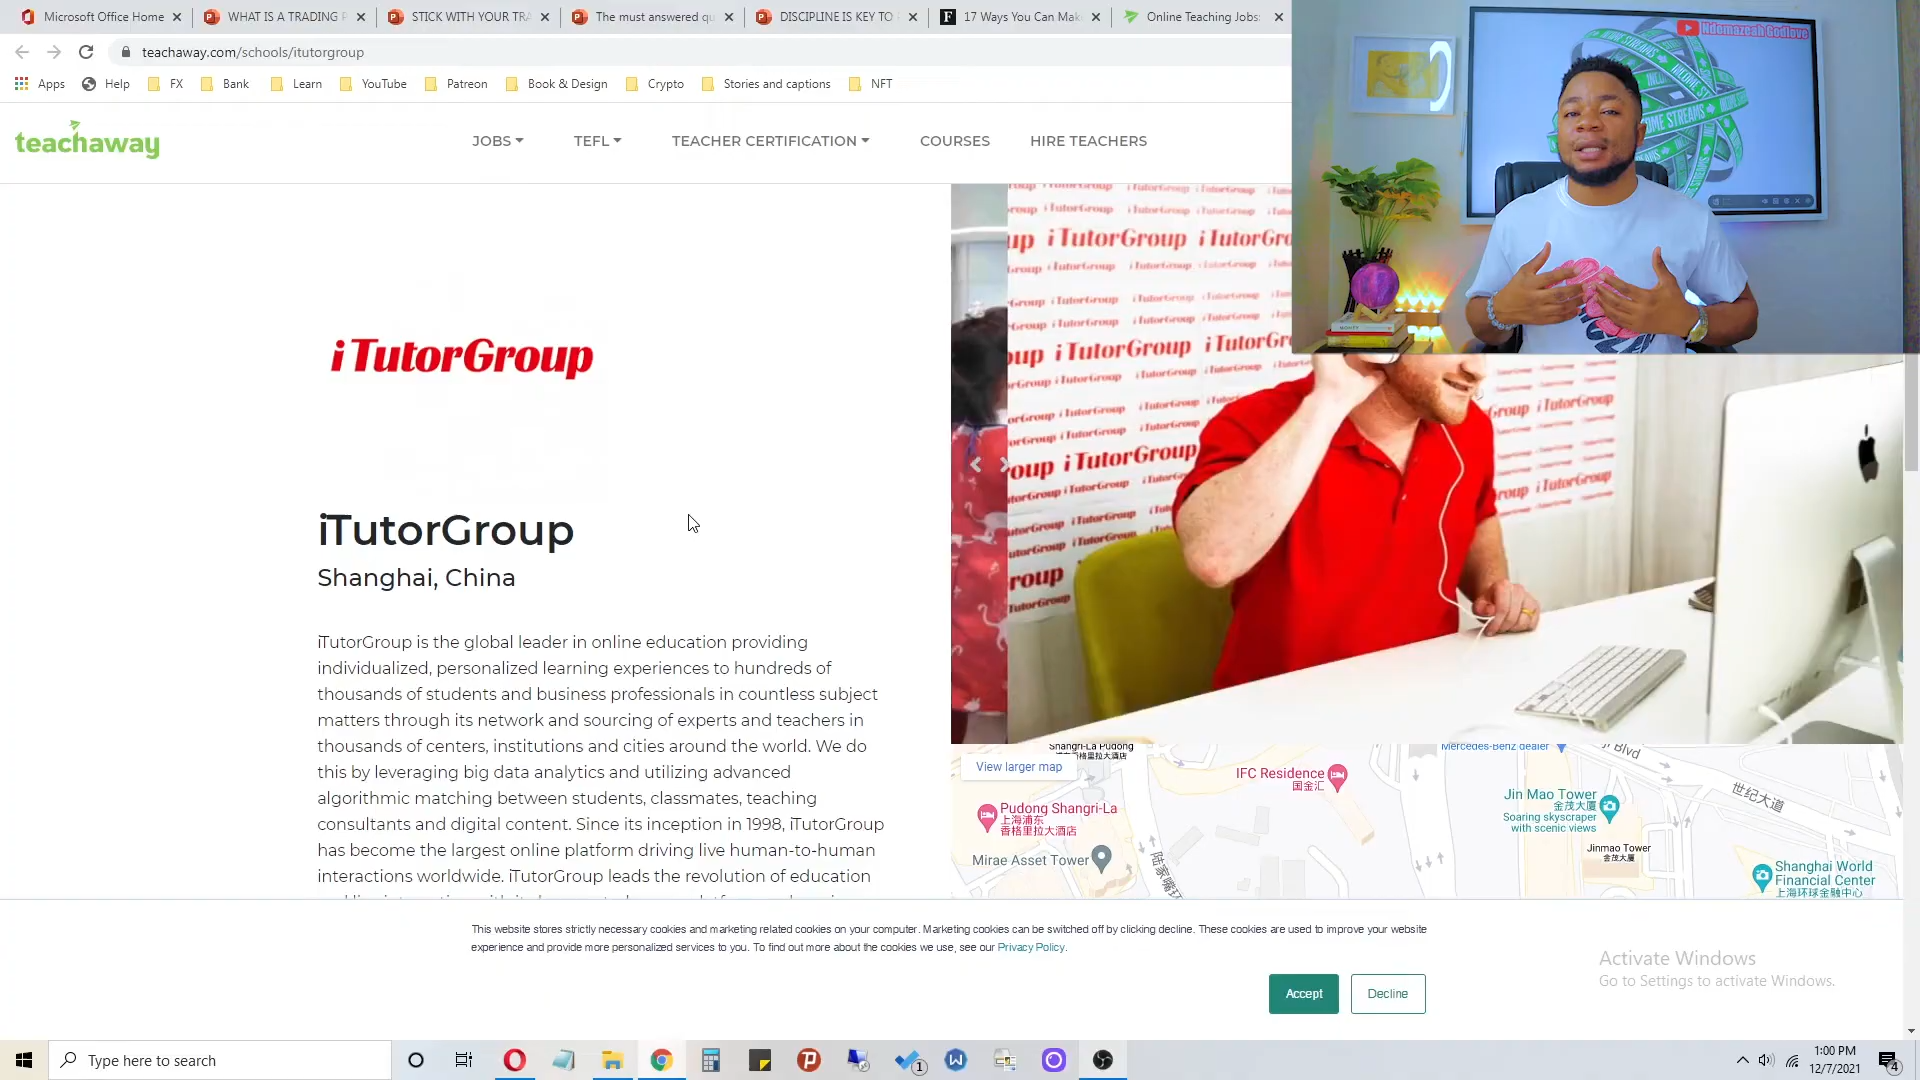 Microsoft Office Home
WHAT IS A TRADING P
STICK WITH YOUR TRA
The must answered qu
DISCIPLINE IS KEY TO
17 Ways You Can Mak
Online Teaching Jobs:
teachaway.com/schools/itutorgroup
Apps
Help
FX
Bank
Learn
YouTube
Patreon
Book & Design
Crypto
Stories and captions
NFT
Ndemazeah Godlove
teachaway
JOBS
TEFL
TEACHER CERTIFICATION
COURSES
HIRE TEACHERS
iTutorGroup
iTutorGroup
Shanghai, China
iTutorGroup is the global leader in online education providing
individualized, personalized learning experiences to hundreds of
thousands of students and business professionals in countless subject
matters through its network and sourcing of experts and teachers in
thousands of centers, institutions and cities around the world. We do
this by leveraging big data analytics and utilizing advanced
algorithmic matching between students, classmates, teaching
consultants and digital content. Since its inception in 1998, iTutorGroup
has become the largest online platform driving live human-to-human
interactions worldwide. iTutorGroup leads the revolution of education
iTutorGroup
View larger map
Shangri-La Pudong
Mercedes-Benz dealer
IFC Residence
国金汇
Pudong Shangri-La
上海浦东
香格里拉大酒店
Mirae Asset Tower
Jin Mao Tower
金茂大厦
Soaring skyscraper
with scenic views
世纪大道
Jinmao Tower
金茂大厦
Shanghai World
Financial Center
上海环球金融中心
This website stores strictly necessary cookies and marketing related cookies on your computer. Marketing cookies can be switched off by clicking decline. These cookies are used to improve your website
experience and provide more personalized services to you. To find out more about the cookies we use, see our Privacy Policy.
Accept
Decline
Activate Windows
Go to Settings to activate Windows.
Type here to search
1:00 PM
12/7/2021